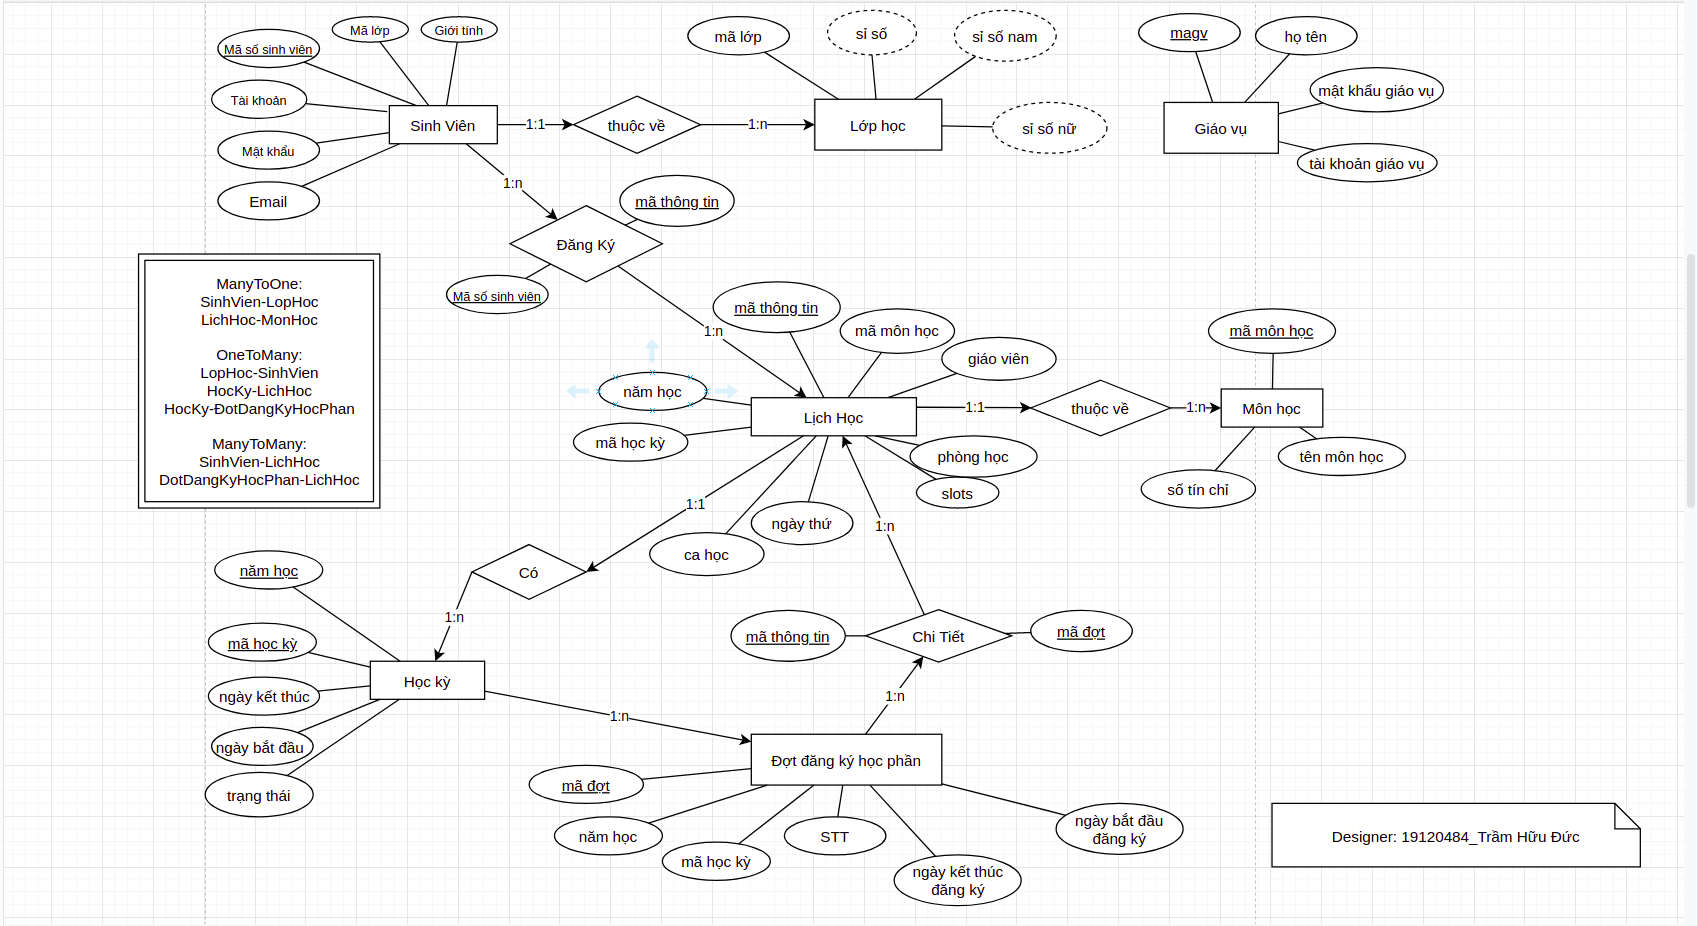 Mã số sinh viên
Mã lớp
Giới tính
Tài khoản
Mật khẩu
Email
Sinh Viên
1:1
thuộc về
1:n
mã lớp
sỉ số
sỉ số nam
sỉ số nữ
Lớp học
magv
họ tên
mật khẩu giáo vụ
tài khoản giáo vụ
Giáo vụ
1:n
Đăng Ký
mã thông tin
Mã số sinh viên
1:n
ManyToOne:
SinhVien-LopHoc
LichHoc-MonHoc
OneToMany:
LopHoc-SinhVien
HocKy-LichHoc
HocKy-ĐotDangKyHocPhan
ManyToMany:
SinhVien-LichHoc
DotDangKyHocPhan-LichHoc
mã thông tin
mã môn học
giáo viên
năm học
mã học kỳ
Lịch Học
phòng học
slots
ngày thứ
ca học
1:1
thuộc về
1:n
mã môn học
Môn học
tên môn học
số tín chỉ
1:1
Có
1:n
1:n
năm học
mã học kỳ
ngày kết thúc
ngày bắt đầu
trạng thái
Học kỳ
mã thông tin
Chi Tiết
mã đợt
1:n
1:n
Đợt đăng ký học phần
mã đợt
năm học
mã học kỳ
STT
ngày kết thúc
đăng ký
ngày bắt đầu
đăng ký
Designer: 19120484_Trầm Hữu Đức